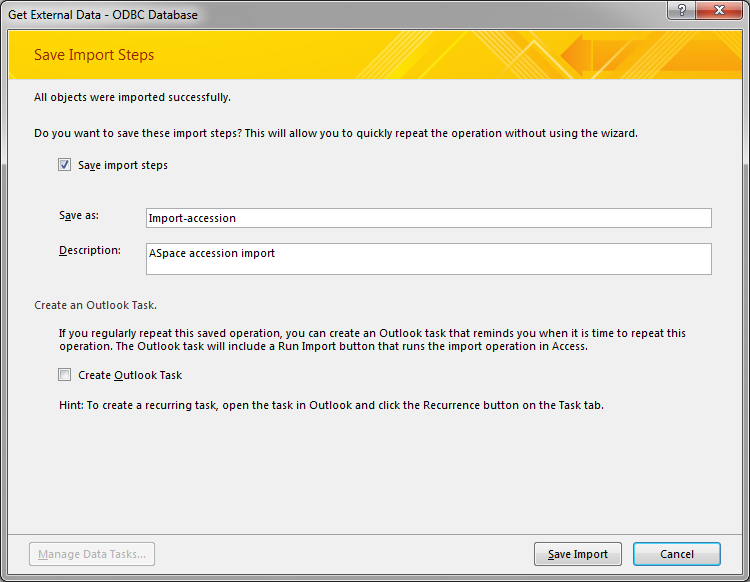 Get External Data - ODBC Database
Save Import Steps
All objects were imported successfully.
Do you want to save these import steps? This will allow you to quickly repeat the operation without using the wizard.
Save import steps
Save as:
Import-accession
Description:
ASpace accession import
Create an Outlook Task.
If you regularly repeat this saved operation, you can create an Outlook task that reminds you when it is time to repeat this
operation. The Outlook task will include a Run Import button that runs the import operation in Access.
Create Outlook Task
Hint: To create a recurring task, open the task in Outlook and click the Recurrence button on the Task tab.
Manage Data Tasks...
Save Import
Cancel